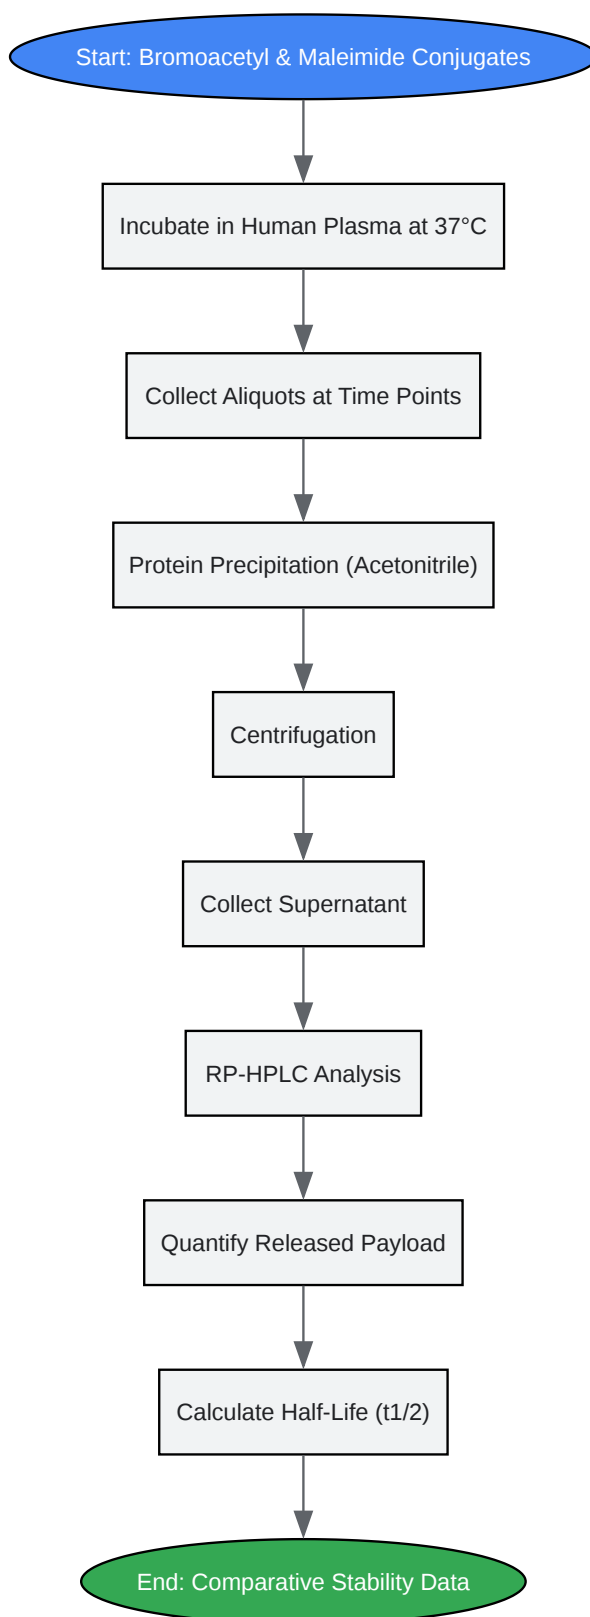 Start: Bromoacetyl & Maleimide Conjugates
Incubate in Human Plasma at 37°C
Collect Aliquots at Time Points
Protein Precipitation (Acetonitrile)
Centrifugation
Collect Supernatant
RP-HPLC Analysis
Quantify Released Payload
Calculate Half-Life (t1/2)
End: Comparative Stability Data